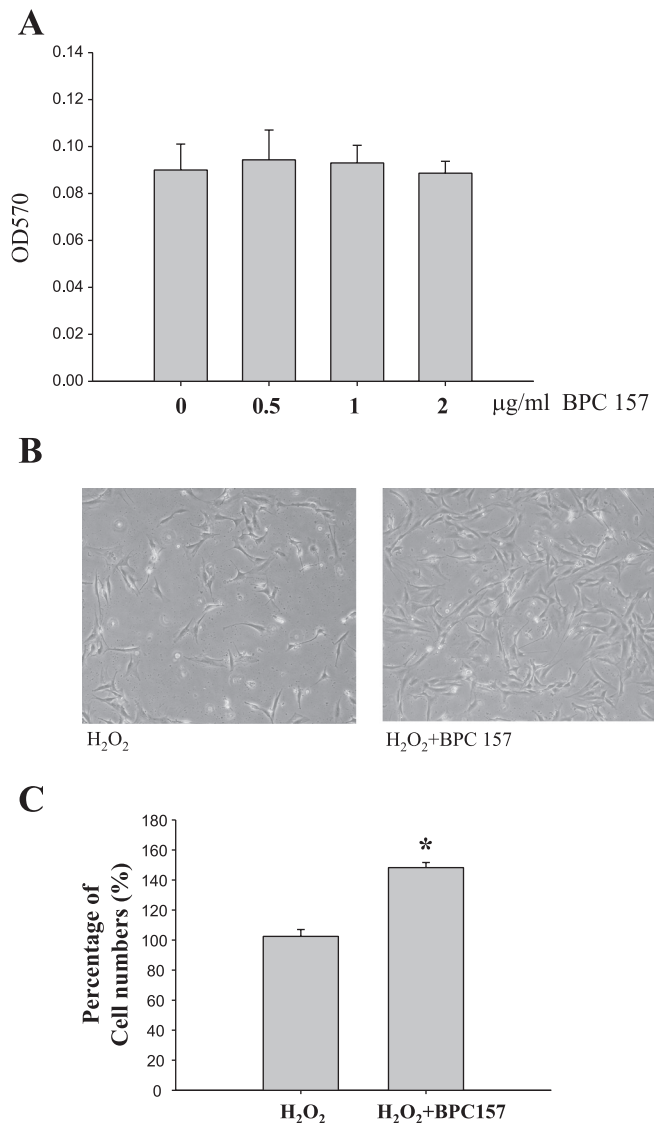 A
0.14
0.12
0.10
0.08
0.06
0.04
0.02
0.00
OD570
0 0.5 1 2 μg/ml BPC 157
B
H₂O₂ H₂O₂+BPC 157
C
180
160
140
120
100
80
60
40
20
0
Percentage of
Cell numbers (%)
*
H₂O₂ H₂O₂+BPC157